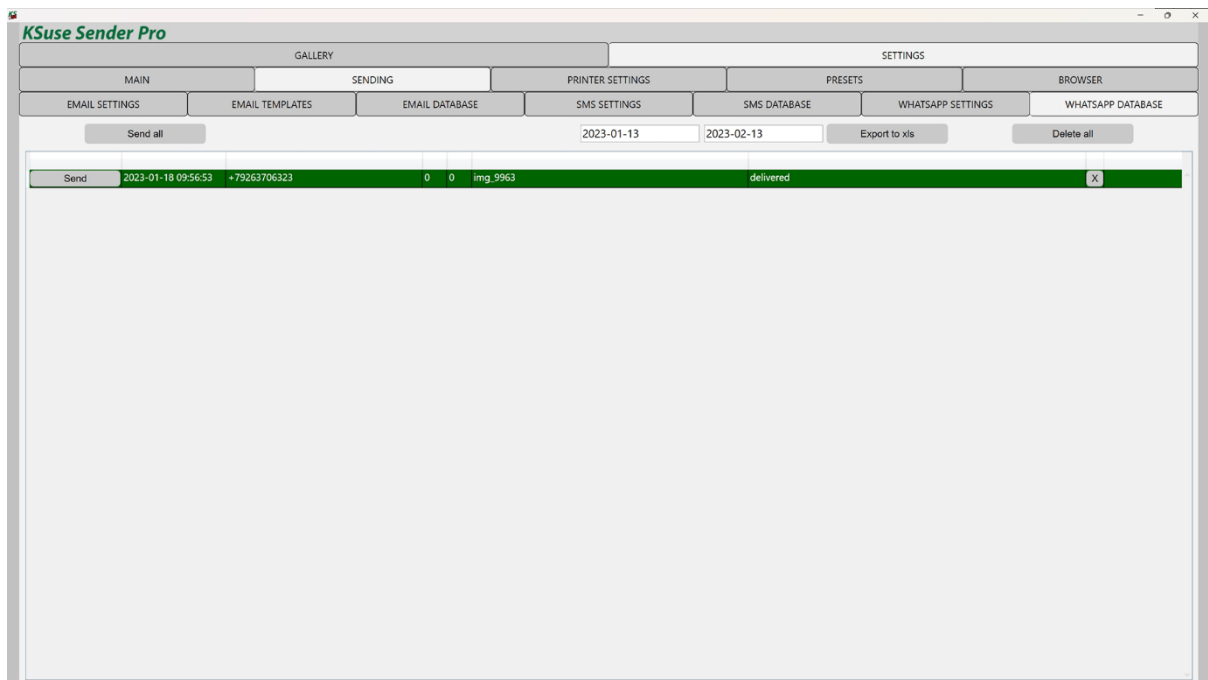 KSuse Sender Pro
GALLERY SETTINGS
MAIN SENDING PRINTER SETTINGS PRESETS BROWSER
EMAIL SETTINGS EMAIL TEMPLATES EMAIL DATABASE SMS SETTINGS SMS DATABASE WHATSAPP SETTINGS WHATSAPP DATABASE
Send all 2023-01-13 2023-02-13 Export to xls Delete all
Send 2023-01-18 09:56:53 +79263706323 0 0 img_9963 delivered X